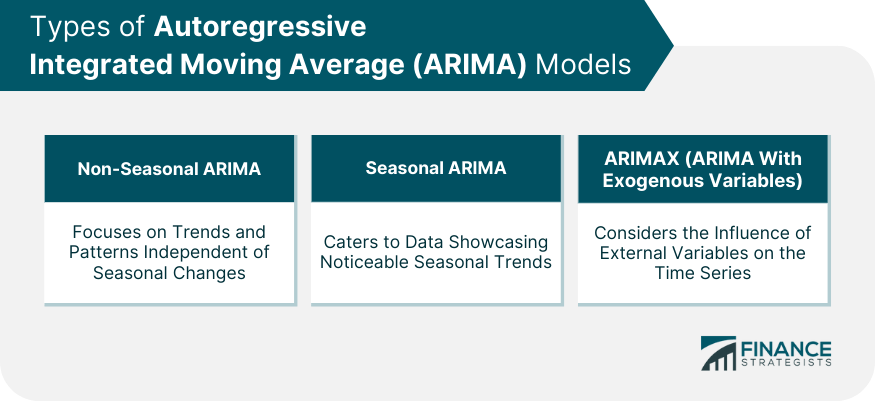 Types of Autoregressive
Integrated Moving Average (ARIMA) Models
Non-Seasonal ARIMA
Focuses on Trends and
Patterns Independent of
Seasonal Changes
Seasonal ARIMA
Caters to Data Showcasing
Noticeable Seasonal Trends
ARIMAX (ARIMA With
Exogenous Variables)
Considers the Influence of
External Variables on the
Time Series
FINANCE
STRATEGISTS